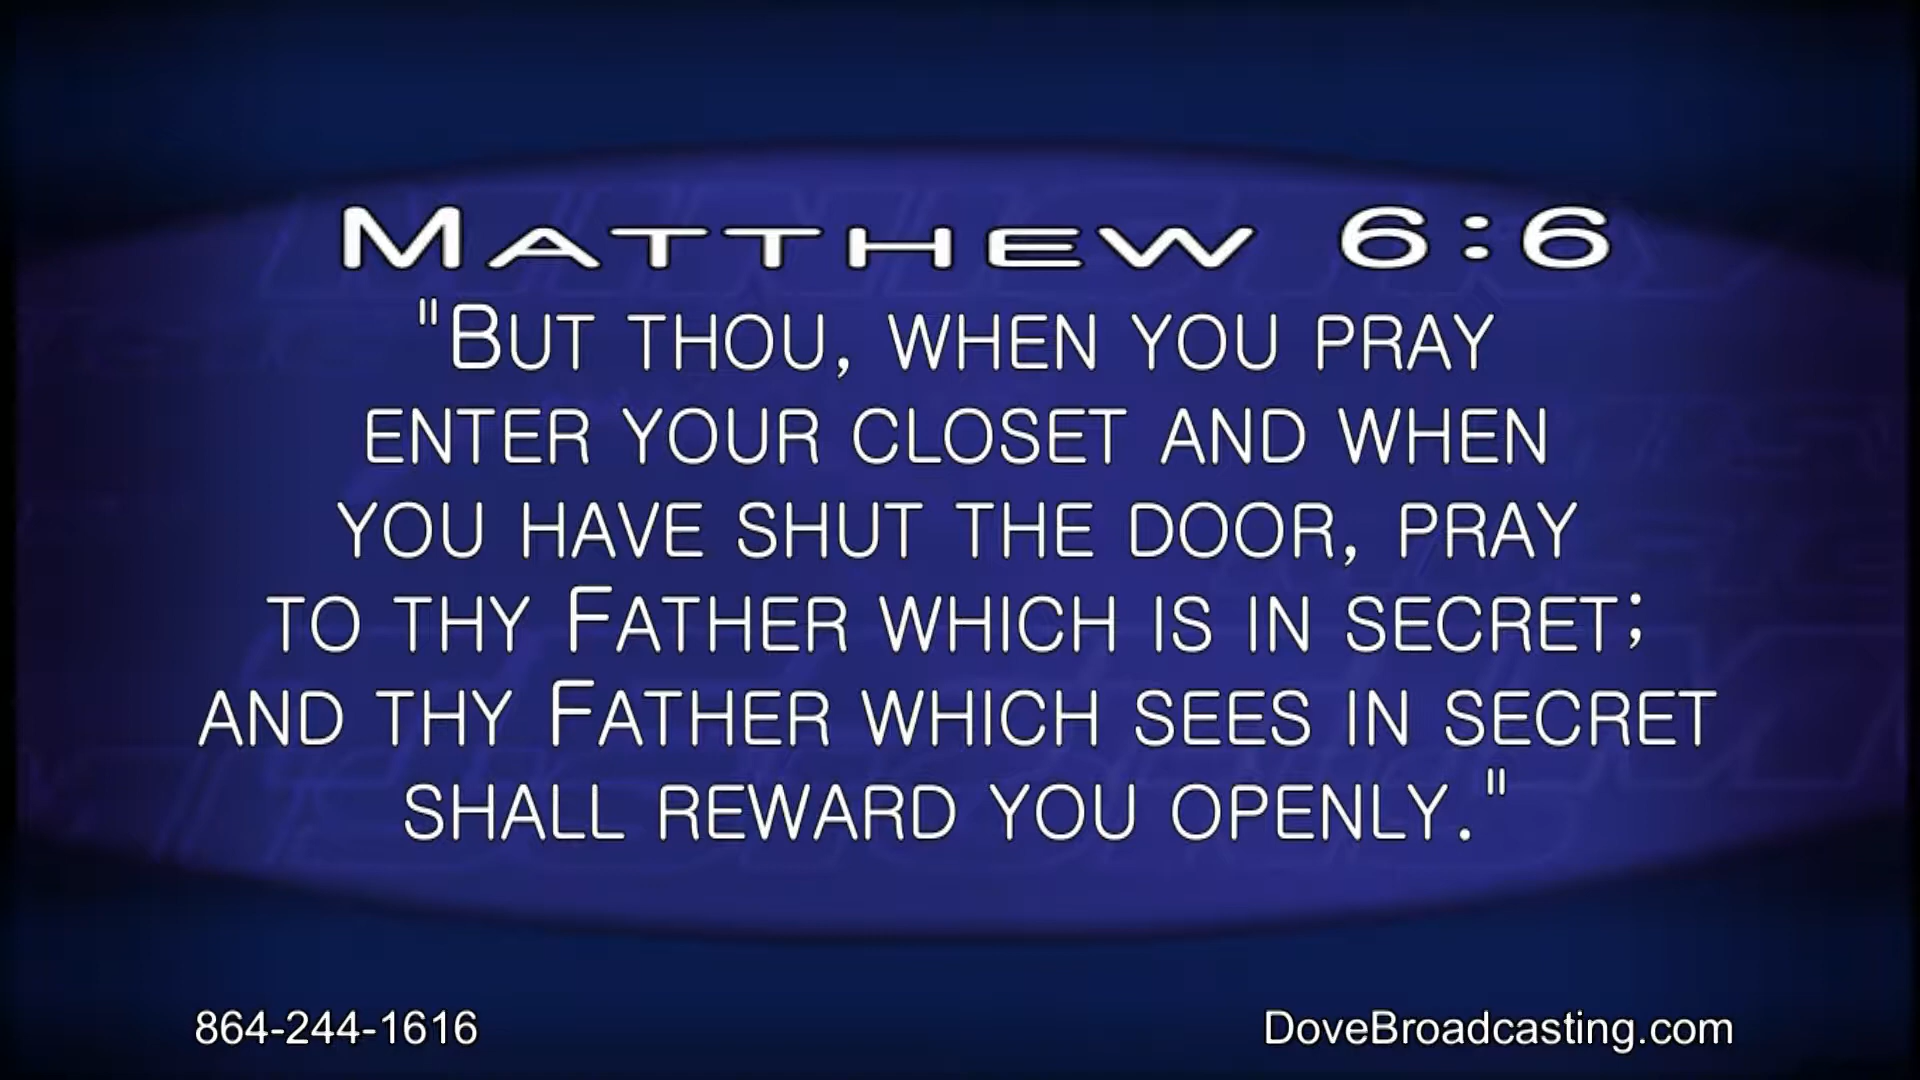 Matthew 6:6
"But thou, when you pray
enter your closet and when
you have shut the door, pray
to thy Father which is in secret;
and thy Father which sees in secret
shall reward you openly."
864-244-1616
DoveBroadcasting.com